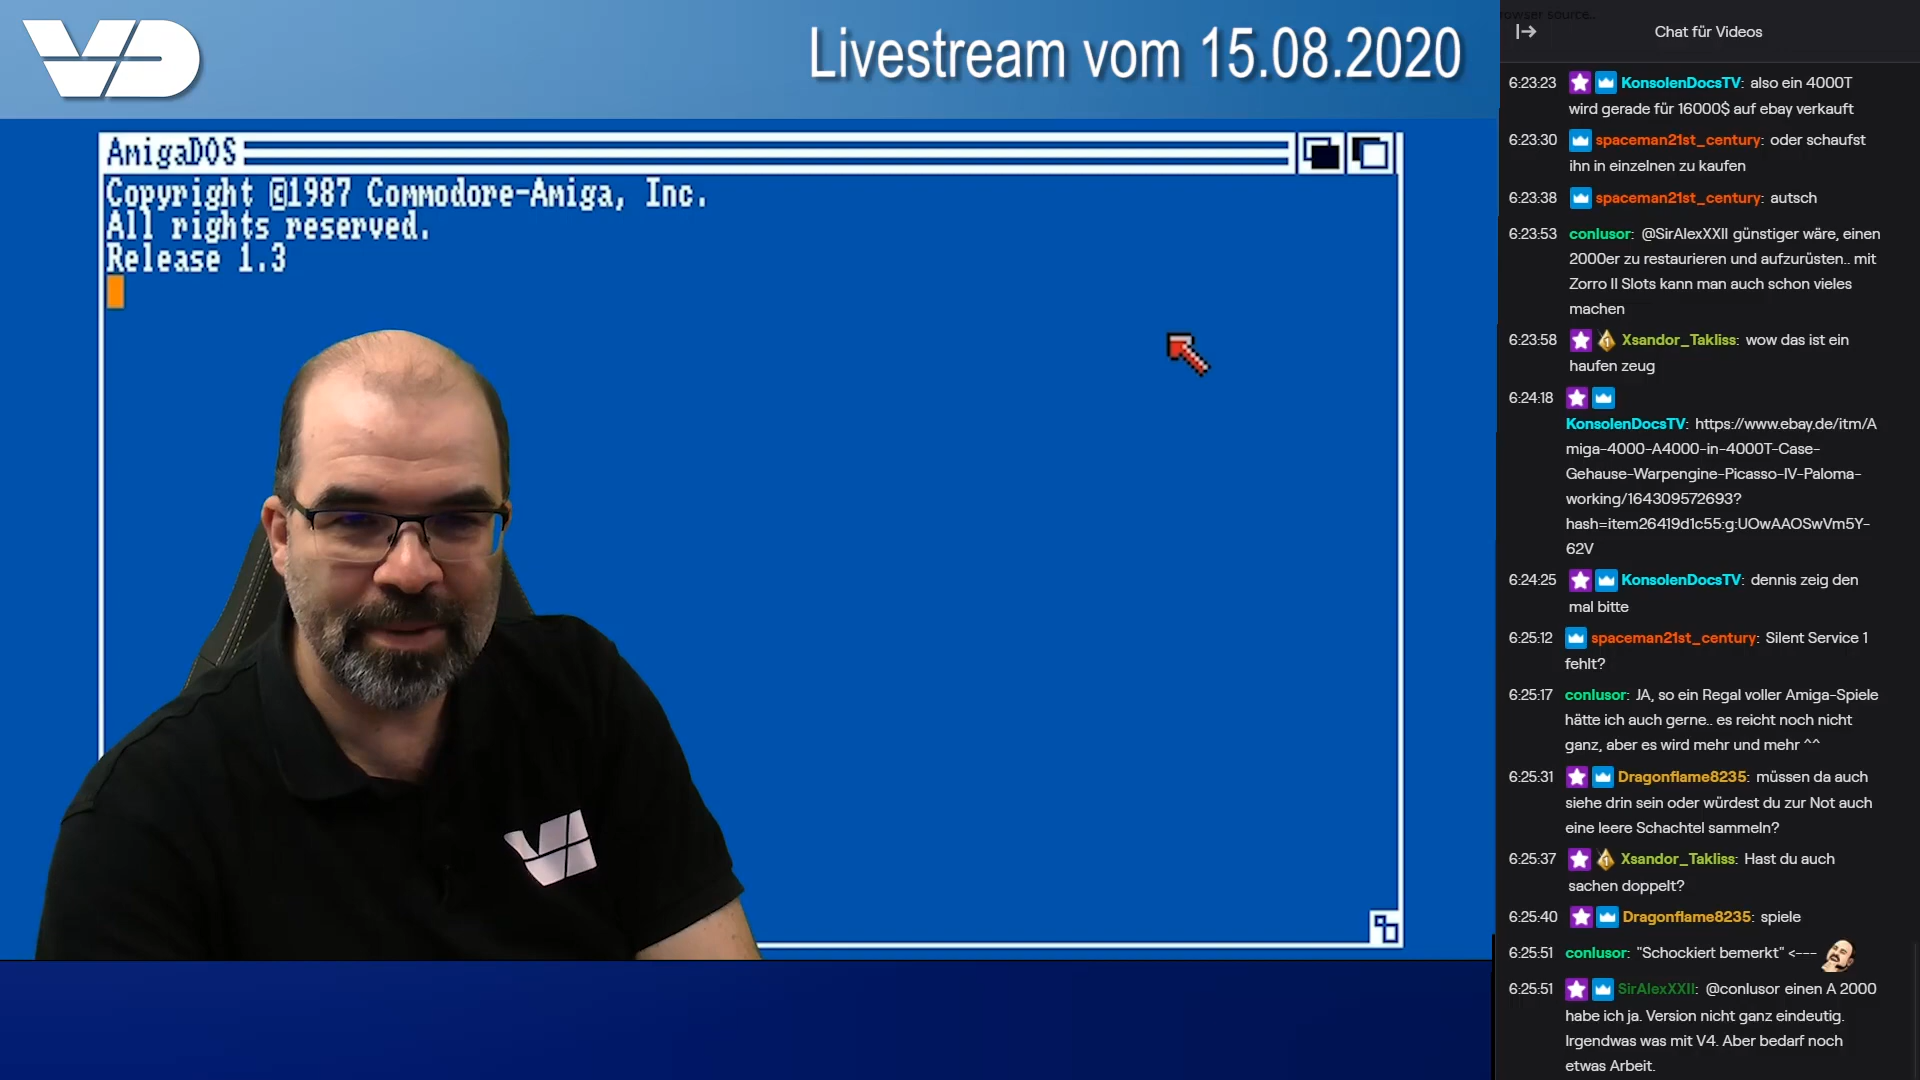 VD
Livestream vom 15.08.2020
AmigaDOS
Copyright ©1987 Commodore-Amiga, Inc.
All rights reserved.
Release 1.3
rowser source..
Chat für Videos
6:23:23 KonsolenDocsTV: also ein 4000T
wird gerade für 16000$ auf ebay verkauft
6:23:30 spaceman21st_century: oder schaufst
ihn in einzelnen zu kaufen
6:23:38 spaceman21st_century: autsch
6:23:53 conlusor: @SirAlexXXII günstiger wäre, einen
2000er zu restaurieren und aufzurüsten.. mit
Zorro II Slots kann man auch schon vieles
machen
6:23:58 Xsandor_Takliss: wow das ist ein
haufen zeug
6:24:18
KonsolenDocsTV: https://www.ebay.de/itm/A
miga-4000-A4000-in-4000T-Case-
Gehause-Warpengine-Picasso-IV-Paloma-
working/164309572693?
hash=item26419d1c55:g:UOwAAOSwVm5Y-
62V
6:24:25 KonsolenDocsTV: dennis zeig den
mal bitte
6:25:12 spaceman21st_century: Silent Service 1
fehlt?
6:25:17 conlusor: JA, so ein Regal voller Amiga-Spiele
hätte ich auch gerne.. es reicht noch nicht
ganz, aber es wird mehr und mehr ^^
6:25:31 Dragonflame8235: müssen da auch
siehe drin sein oder würdest du zur Not auch
eine leere Schachtel sammeln?
6:25:37 Xsandor_Takliss: Hast du auch
sachen doppelt?
6:25:40 Dragonflame8235: spiele
6:25:51 conlusor: "Schockiert bemerkt" <---
6:25:51 SirAlexXXII: @conlusor einen A 2000
habe ich ja. Version nicht ganz eindeutig.
Irgendwas was mit V4. Aber bedarf noch
etwas Arbeit.